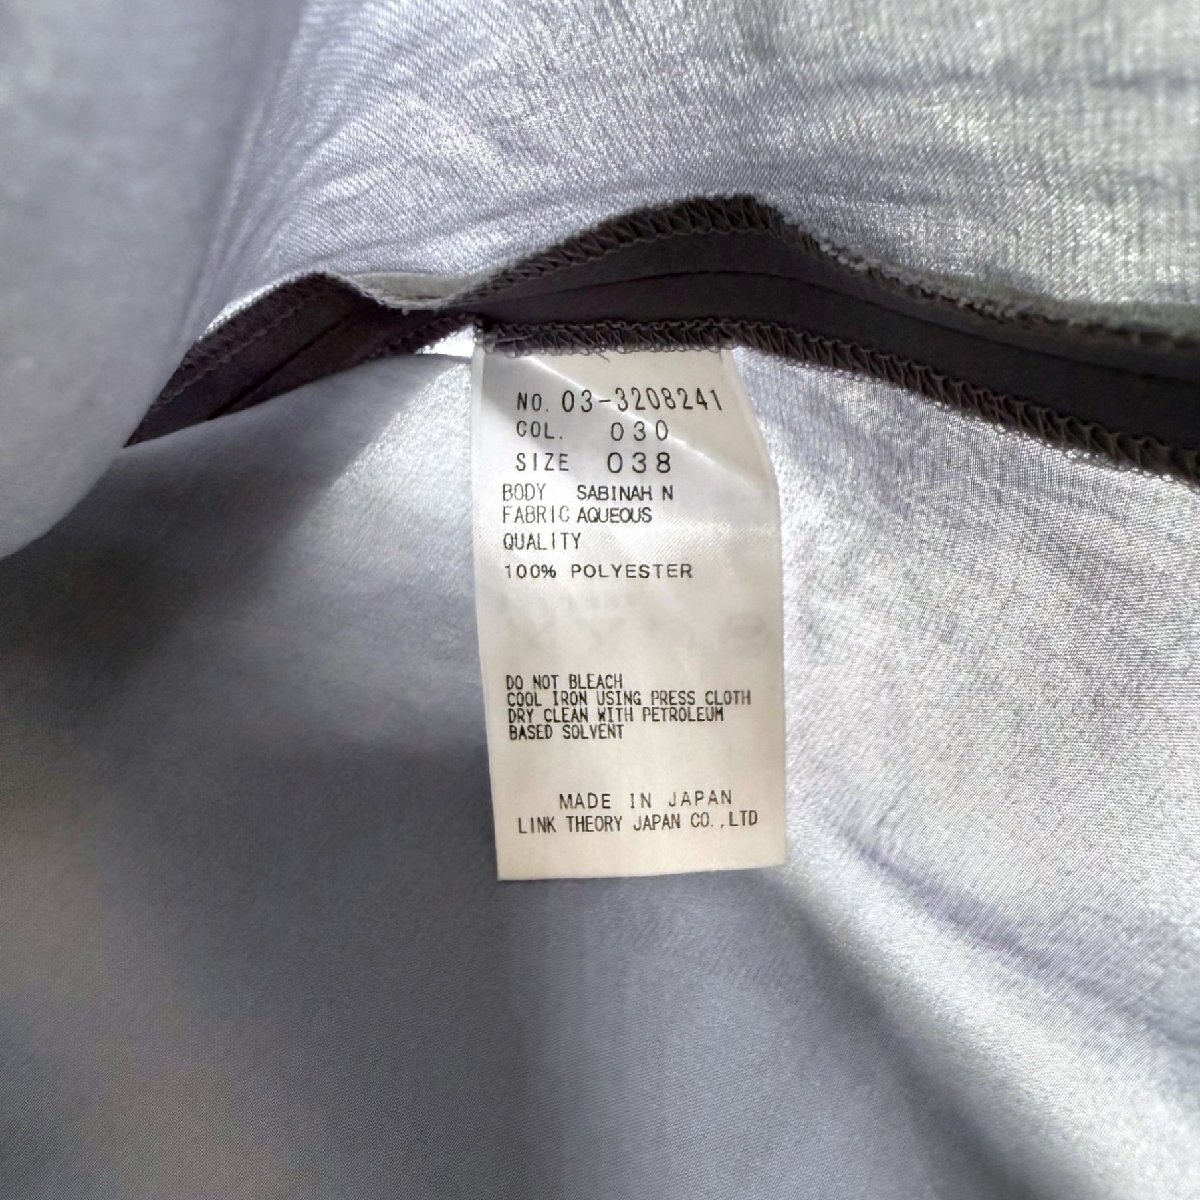 NO. 03-3208241
COL. 030
SIZE 038
BODY SABINAH N
FABRIC AQUEOUS
QUALITY
100% POLYESTER
DO NOT BLEACH
COOL IRON USING PRESS CLOTH
DRY CLEAN WITH PETROLEUM
BASED SOLVENT
MADE IN JAPAN
LINK THEORY JAPAN CO.,LTD